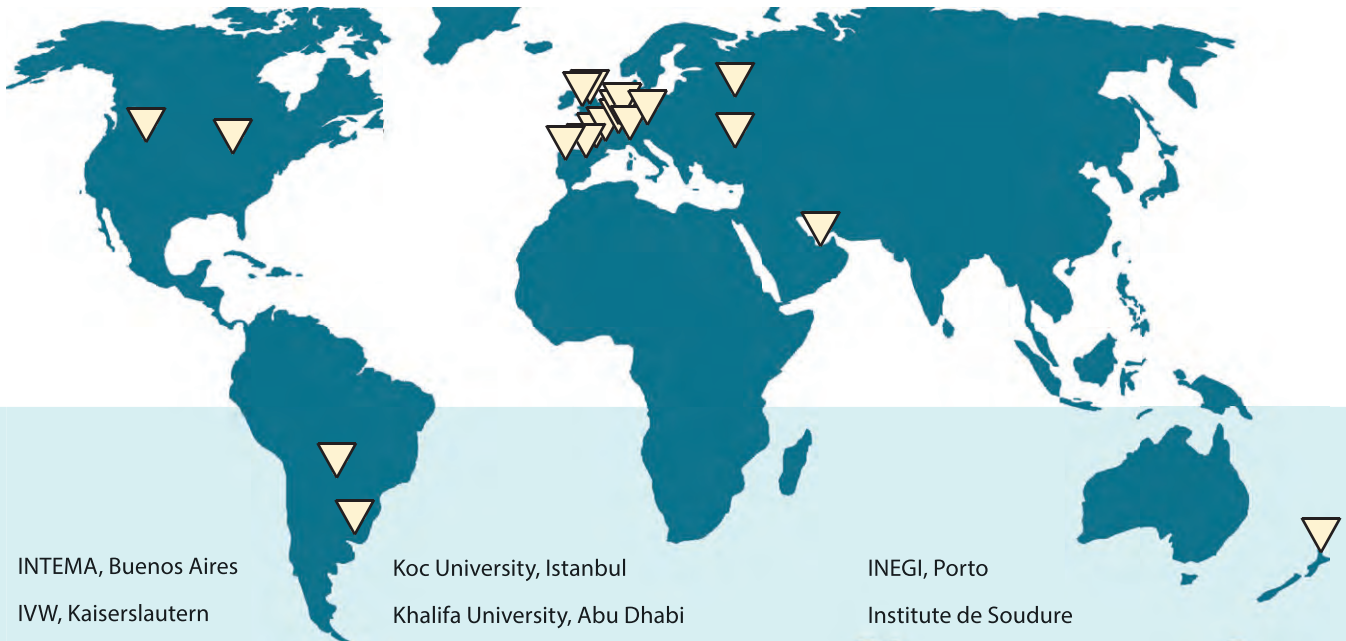 INTEMA, Buenos Aires
IVW, Kaiserslautern
Koc University, Istanbul
Khalifa University, Abu Dhabi
INEGI, Porto
Institute de Soudure